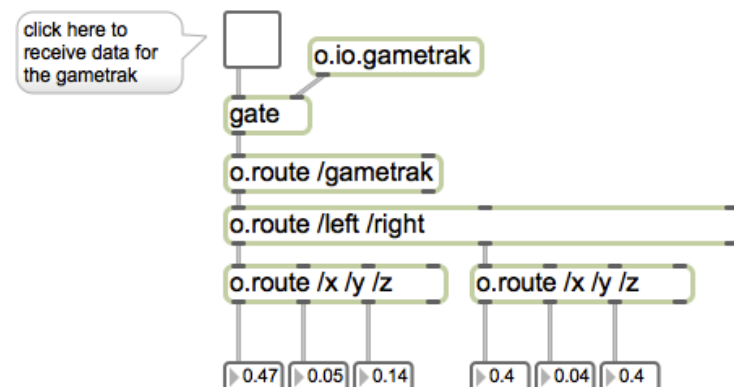 click here to
receive data for
the gametrak
o.io.gametrak
gate
o.route /gametrak
o.route /left /right
o.route /x /y /z
o.route /x /y /z
0.47
0.05
0.14
0.4
0.04
0.4